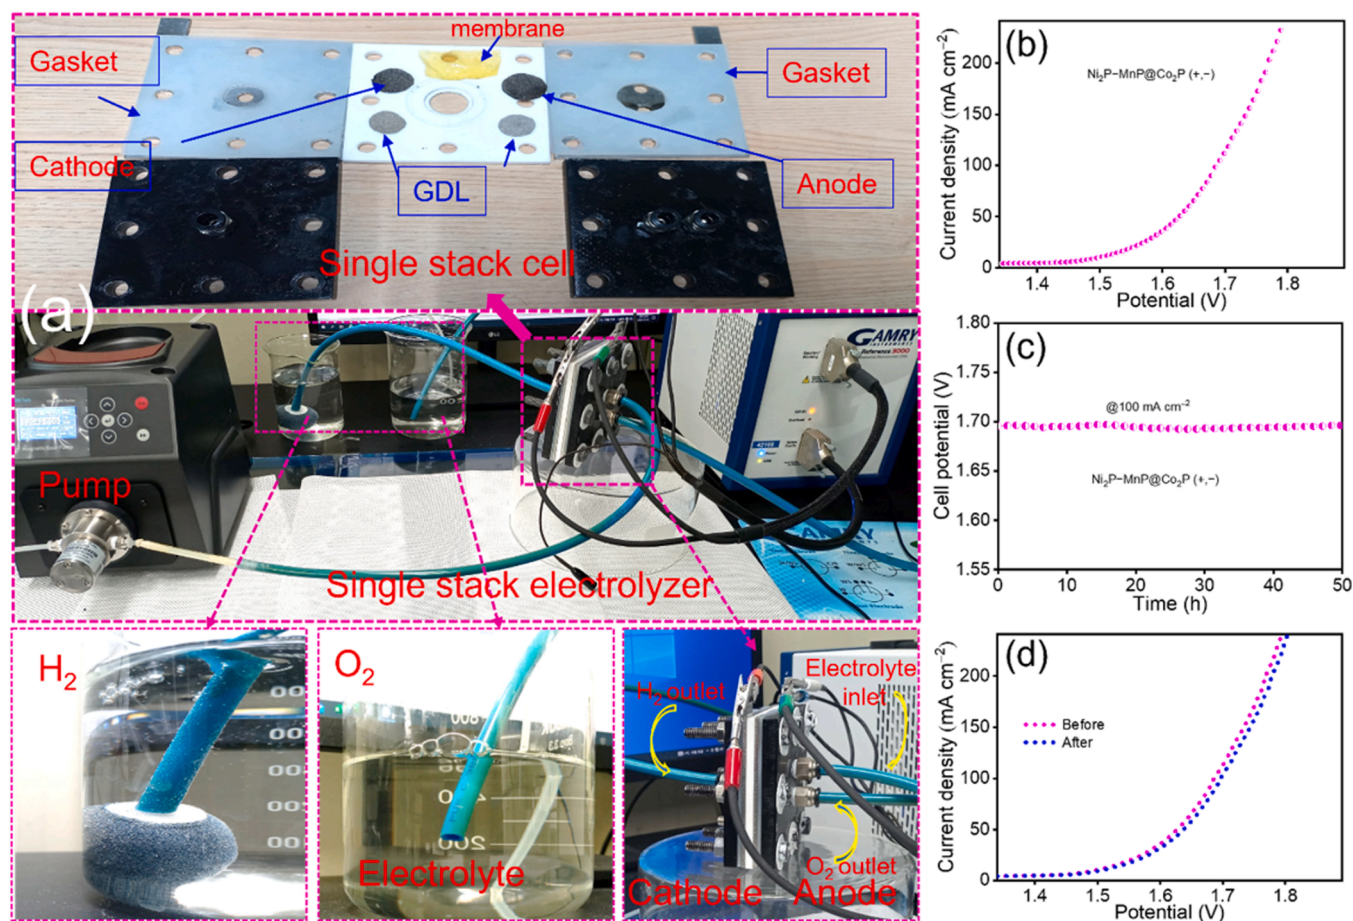 (a)
membrane
Gasket
Gasket
Cathode
GDL
Anode
Single stack cell
GAMRY
INSTRUMENTS
Reference 3000
Pump
Single stack electrolyzer
GAMRY
H₂
O₂
400
200
Electrolyte
H₂ outlet
Electrolyte
inlet
O₂ outlet
Cathode
Anode
(b)
Ni₂P−MnP@Co₂P (+,−)
Current density (mA cm⁻²)
200
150
100
50
0
1.4 1.5 1.6 1.7 1.8
Potential (V)
(c)
@100 mA cm⁻²
Ni₂P−MnP@Co₂P (+,−)
Cell potential (V)
1.80
1.70
1.65
1.60
1.55
0 10 20 30 40 50
Time (h)
(d)
Before
After
Current density (mA cm⁻²)
200
150
100
50
0
1.4 1.5 1.6 1.7 1.8
Potential (V)